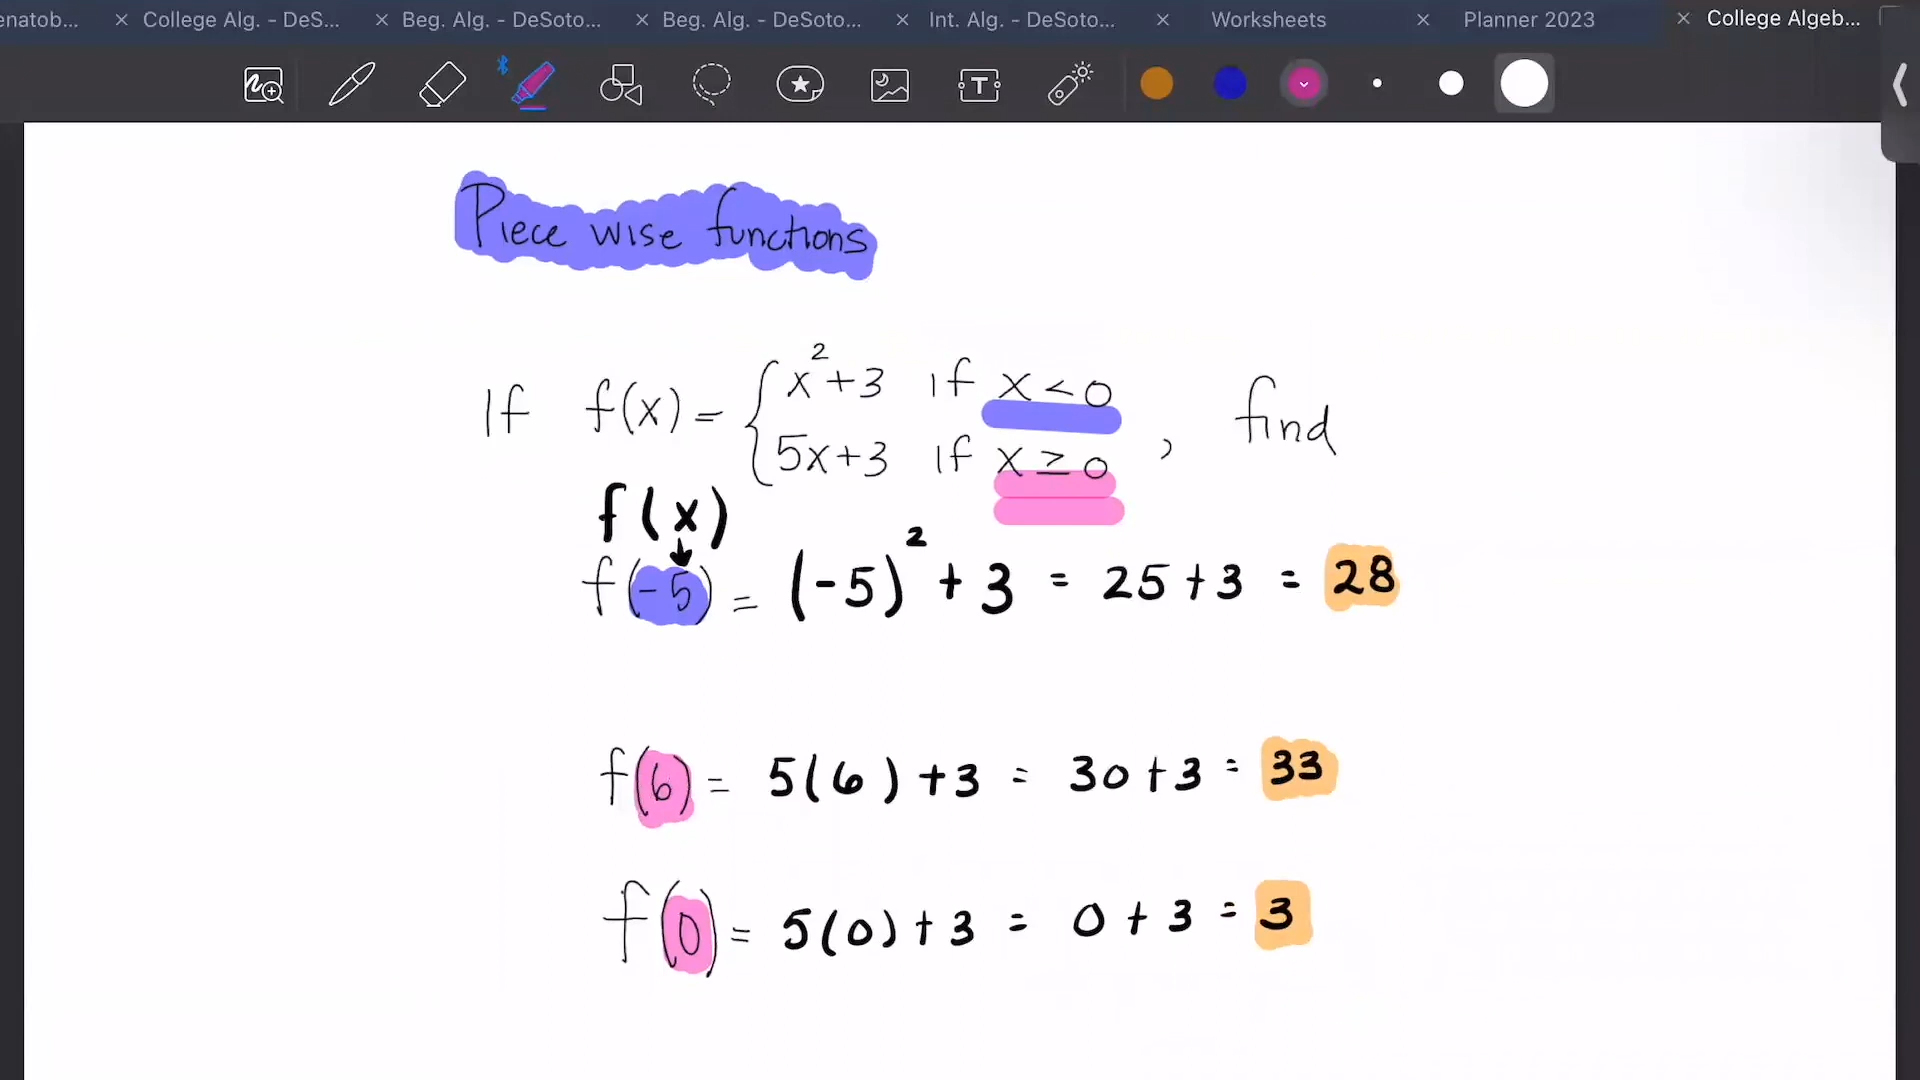 enatob... × College Alg. - DeS... × Beg. Alg. - DeSoto... × Beg. Alg. - DeSoto... × Int. Alg. - DeSoto... × Worksheets × Planner 2023 × College Algeb...
Piece wise functions
If f(x) = { x²+3 if x < 0
5x+3 if x ≥ 0 , find
f(x)
f(-5) = (-5)² + 3 = 25 + 3 = 28
f(6) = 5(6) + 3 = 30 + 3 = 33
f(0) = 5(0) + 3 = 0 + 3 = 3